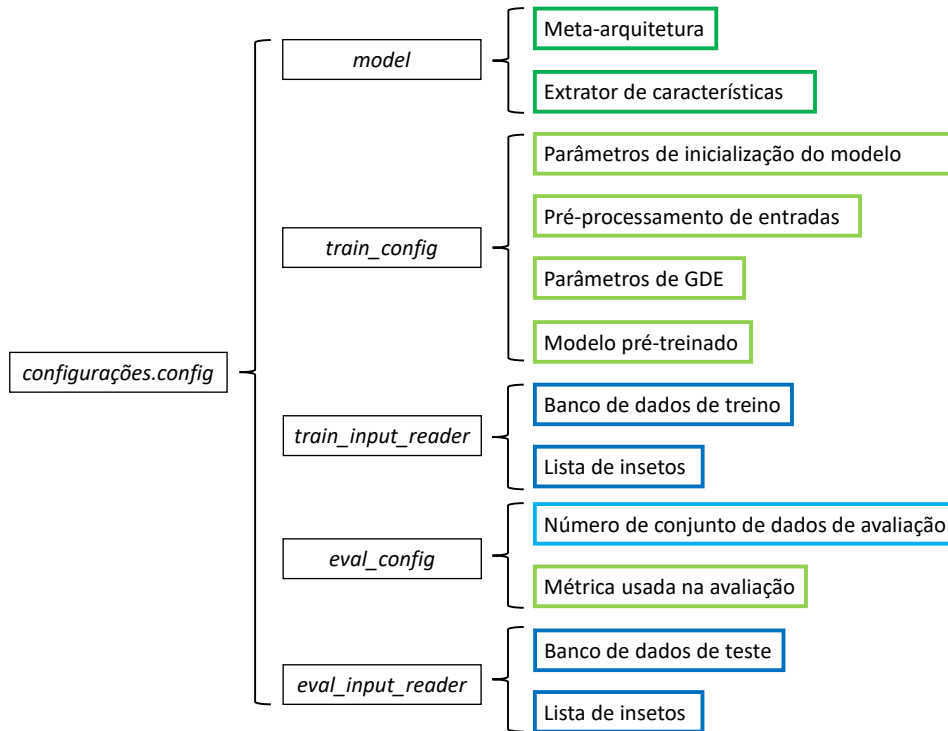 configurações.config
model
Meta-arquitetura
Extrator de características
train_config
Parâmetros de inicialização do modelo
Pré-processamento de entradas
Parâmetros de GDE
Modelo pré-treinado
train_input_reader
Banco de dados de treino
Lista de insetos
eval_config
Número de conjunto de dados de avaliação
Métrica usada na avaliação
eval_input_reader
Banco de dados de teste
Lista de insetos